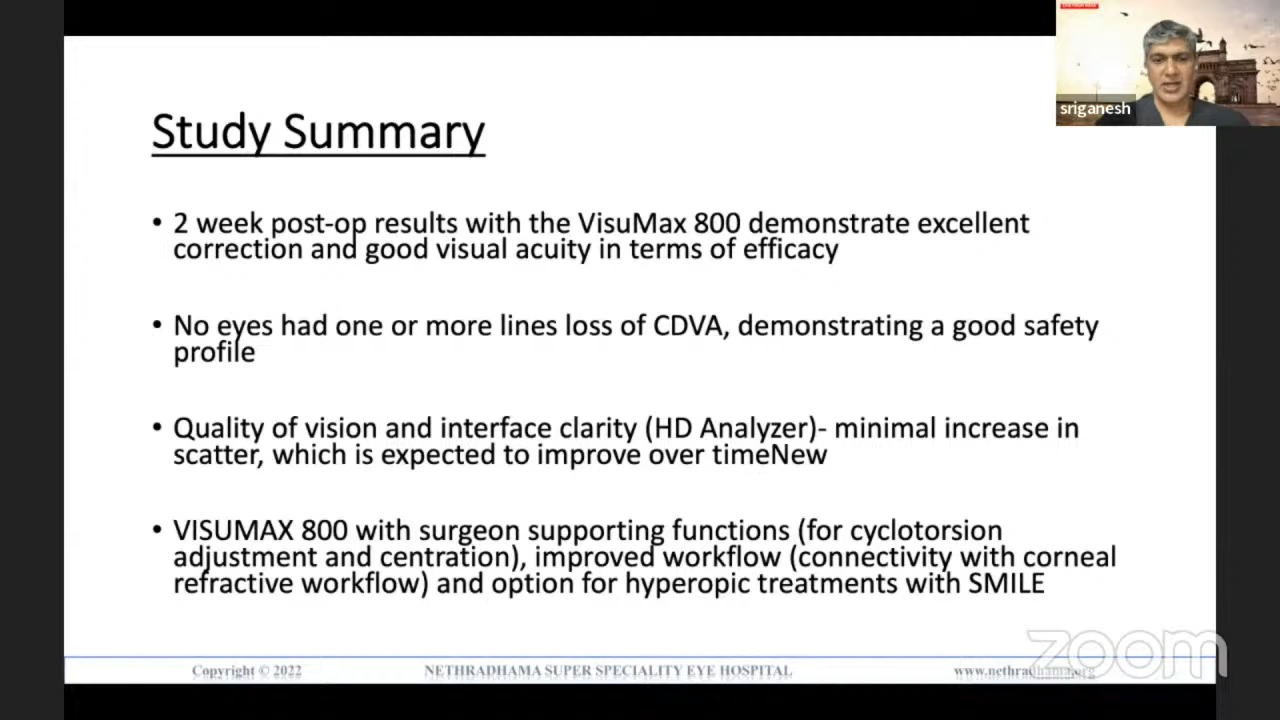 sriganesh
Study Summary
• 2 week post-op results with the VisuMax 800 demonstrate excellent
correction and good visual acuity in terms of efficacy
• No eyes had one or more lines loss of CDVA, demonstrating a good safety
profile
• Quality of vision and interface clarity (HD Analyzer)- minimal increase in
scatter, which is expected to improve over timeNew
• VISUMAX 800 with surgeon supporting functions (for cyclotorsion
adjustment and centration), improved workflow (connectivity with corneal
refractive workflow) and option for hyperopic treatments with SMILE
zoom
Copyright © 2022 NETHRADHAMA SUPER SPECIALITY EYE HOSPITAL www.nethradhama.org